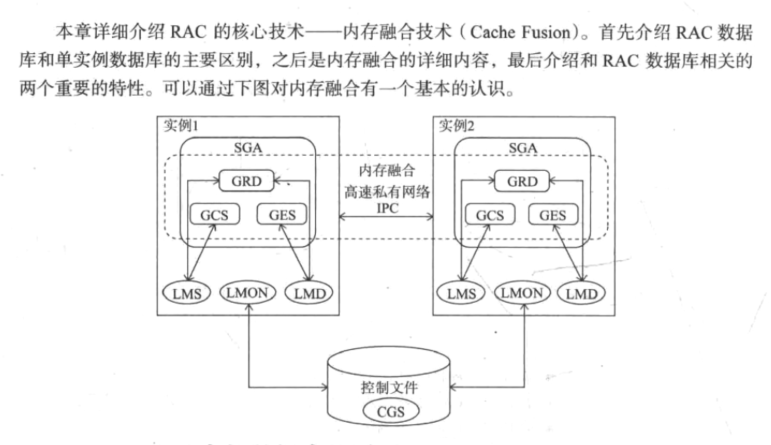 本章详细介绍 RAC 的核心技术——内存融合技术（Cache Fusion）。首先介绍 RAC 数据
库和单实例数据库的主要区别，之后是内存融合的详细内容，最后介绍和 RAC 数据库相关的
两个重要的特性。可以通过下图对内存融合有一个基本的认识。
实例1
SGA
GRD
GCS
GES
LMS
LMON
LMD
内存融合
高速私有网络
IPC
实例2
SGA
GRD
GCS
GES
LMS
LMON
LMD
控制文件
CGS